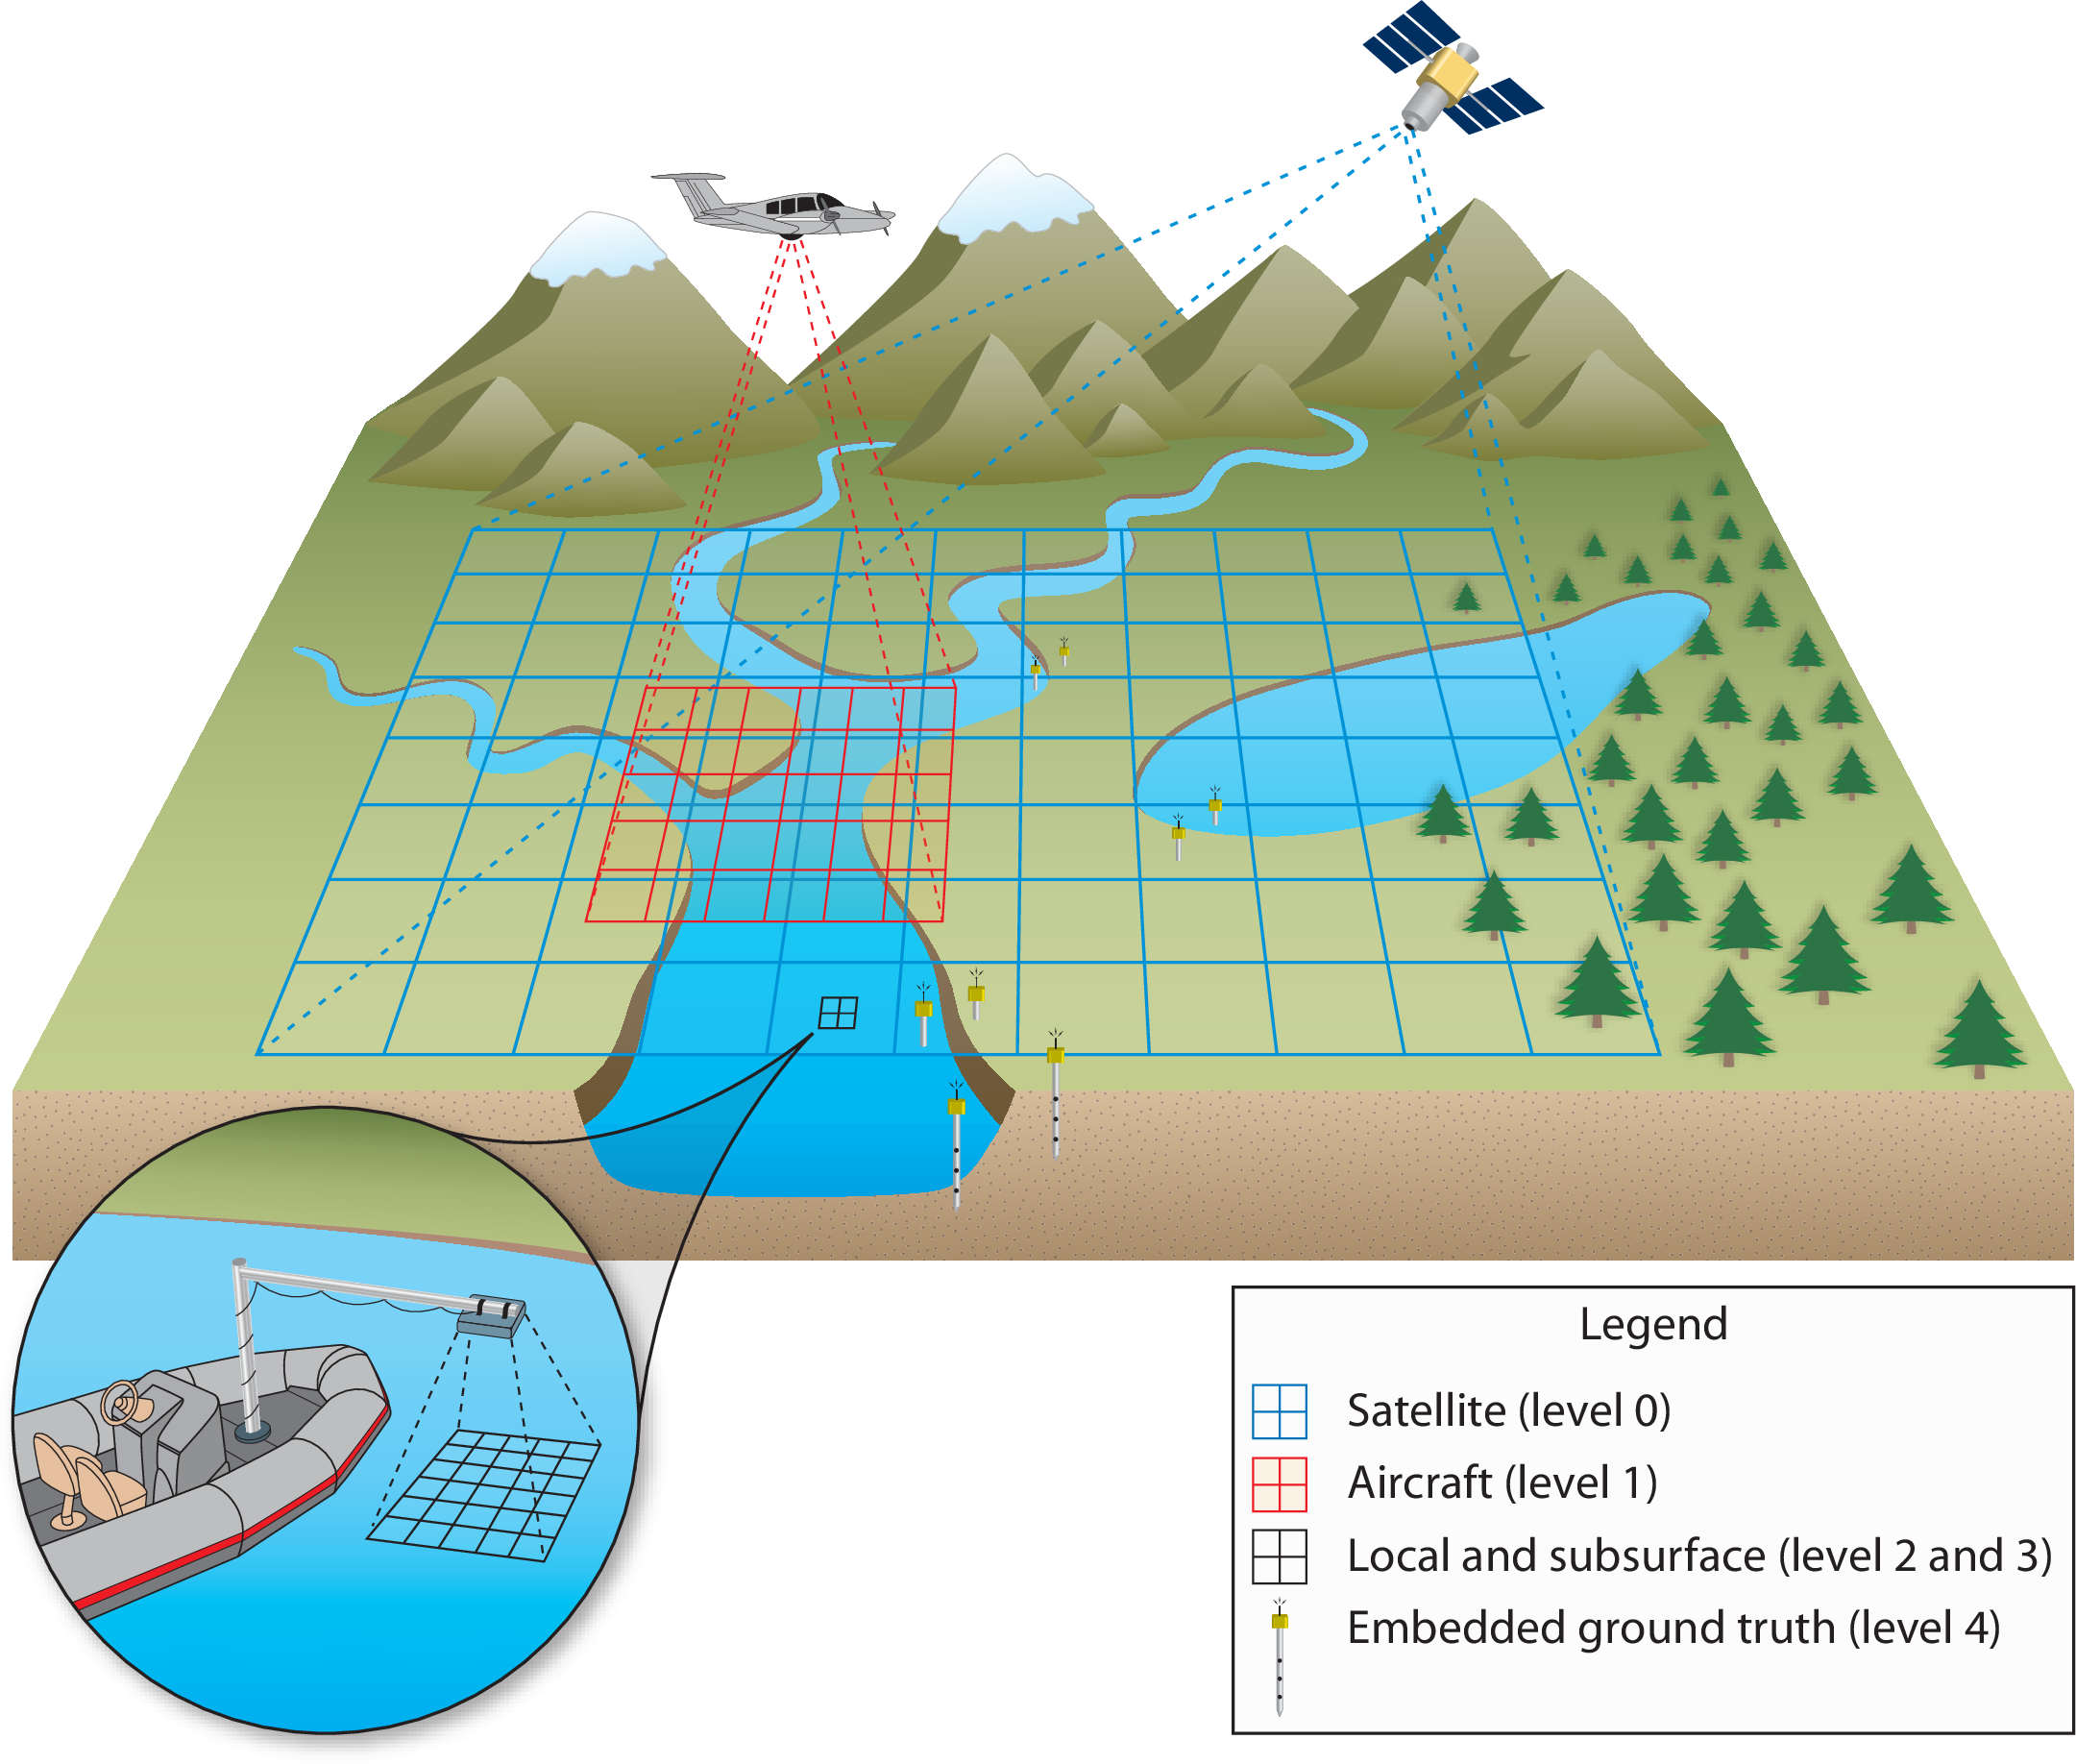 Legend
Satellite (level 0)
Aircraft (level 1)
Local and subsurface (level 2 and 3)
Embedded ground truth (level 4)